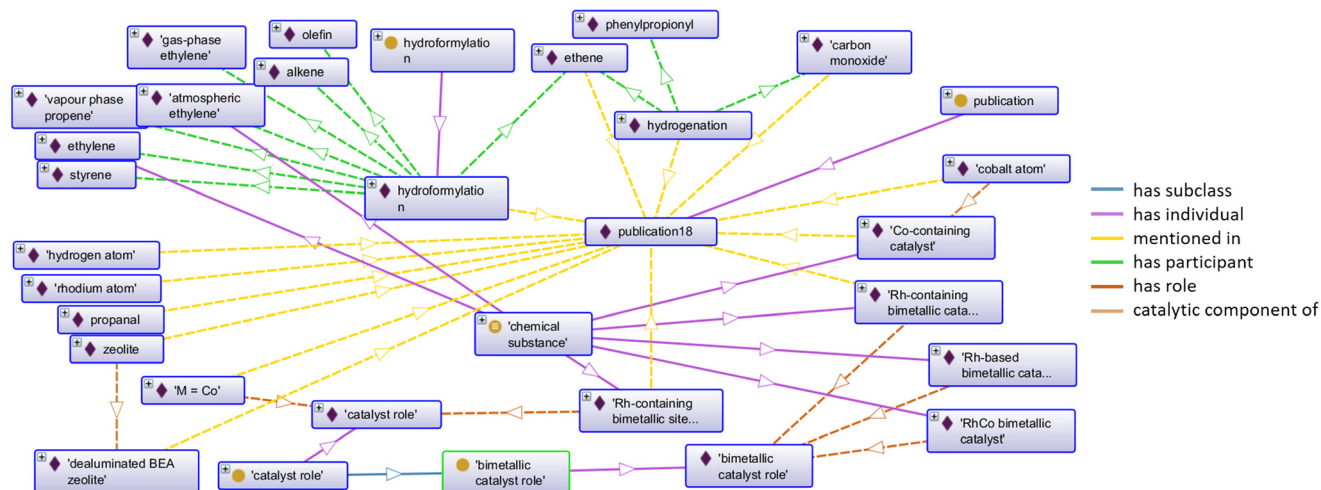 phenylpropionyl
olefin
'gas-phase
ethylene'
hydroformylatio
n
'carbon
monoxide'
ethene
alkene
'vapour phase
propene'
'atmospheric
ethylene'
publication
hydrogenation
ethylene
'cobalt atom'
styrene
hydroformylatio
n
has subclass
has individual
mentioned in
has participant
has role
catalytic component of
publication18
'Co-containing
catalyst'
'hydrogen atom'
'rhodium atom'
'Rh-containing
bimetallic cata...
propanal
'chemical
substance'
zeolite
'Rh-based
bimetallic cata...
'M = Co'
'catalyst role'
'Rh-containing
bimetallic site...
'RhCo bimetallic
catalyst'
'dealuminated BEA
zeolite'
'catalyst role'
'bimetallic
catalyst role'
'bimetallic
catalyst role'